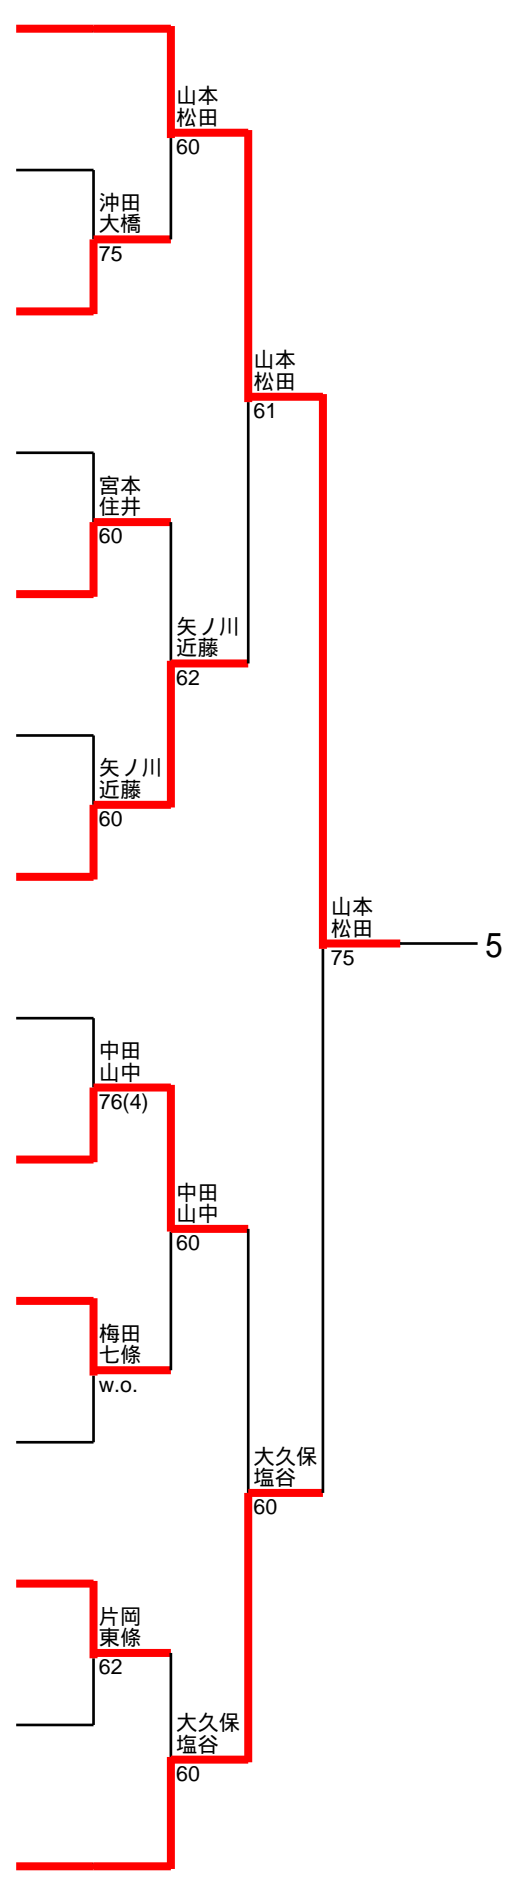 山本
松田
60
沖田
大橋
75
山本
松田
61
宮本
住井
60
矢ノ川
近藤
62
矢ノ川
近藤
60
山本
松田
75
5
中田
山中
76(4)
中田
山中
60
梅田
七條
w.o.
大久保
塩谷
60
片岡
東條
62
大久保
塩谷
60